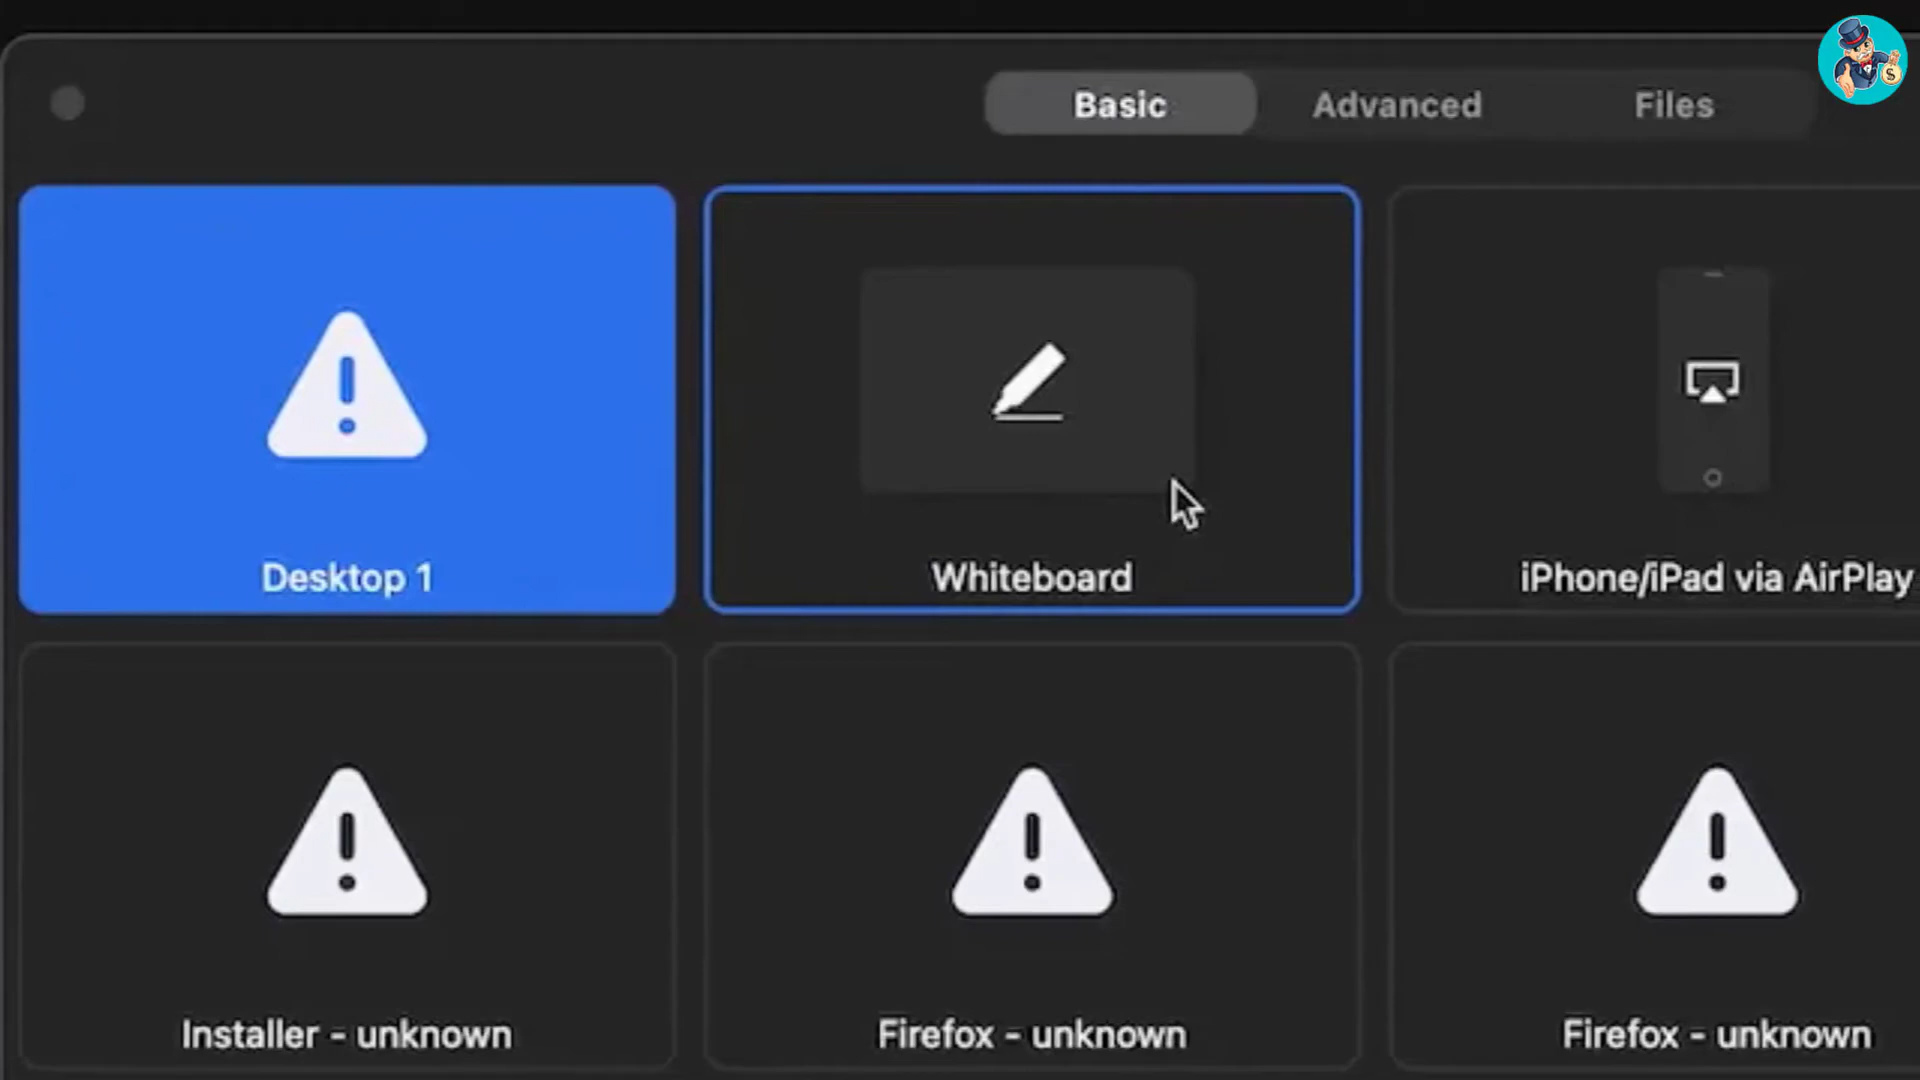 Basic
Advanced
Files
Desktop 1
Whiteboard
iPhone/iPad via AirPlay
Installer - unknown
Firefox - unknown
Firefox - unknown
$